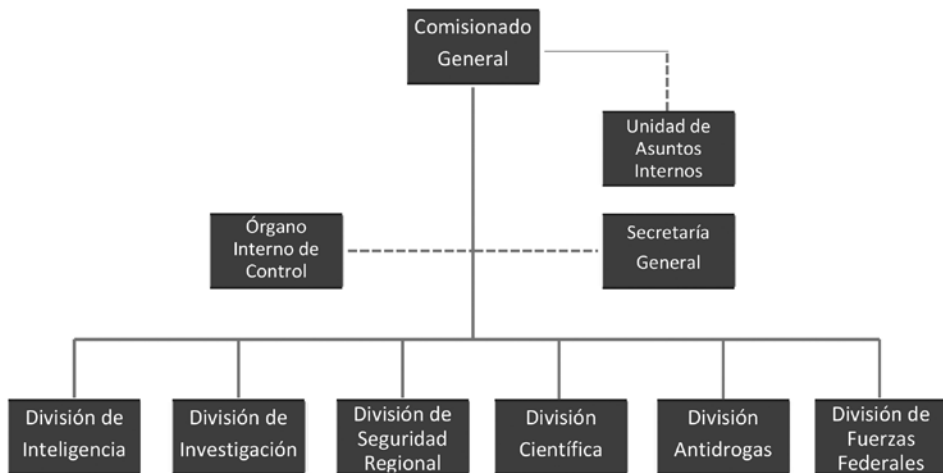 Comisionado
General
Unidad de
Asuntos
Internos
Órgano
Interno de
Control
Secretaría
General
División de
Inteligencia
División de
Investigación
División de
Seguridad
Regional
División
Científica
División
Antidrogas
División de
Fuerzas
Federales